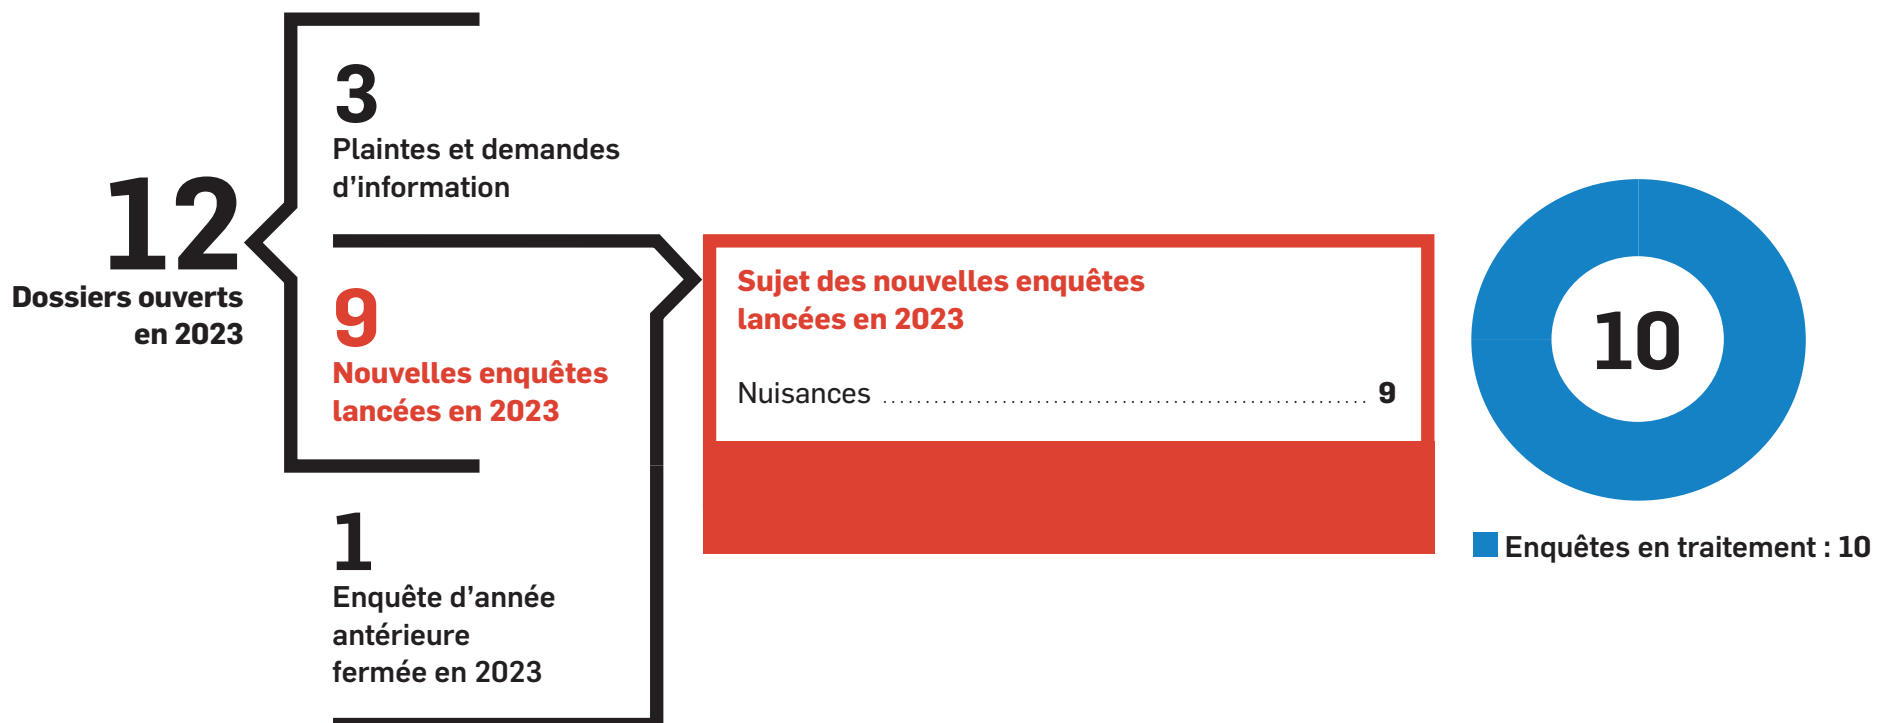 12
Dossiers ouverts
en 2023
3
Plaintes et demandes
d’information
9
Nouvelles enquêtes
lancées en 2023
1
Enquête d’année
antérieure
fermée en 2023
Sujet des nouvelles enquêtes
lancées en 2023
Nuisances ........................................................ 9
10
Enquêtes en traitement : 10